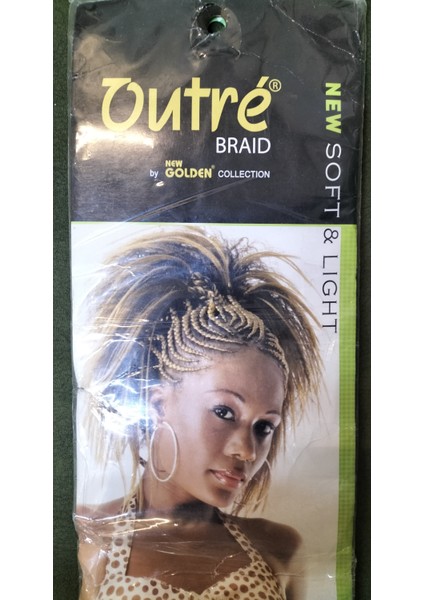 Outré®
BRAID
by NEW GOLDEN® COLLECTION
NEW SOFT & LIGHT